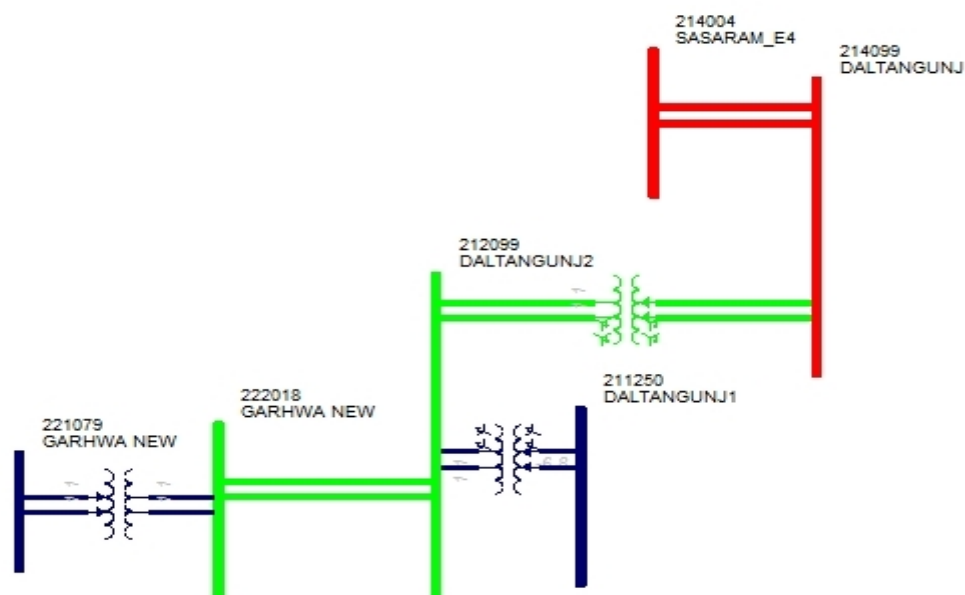 214004
SASARAM_E4
214099
DALTANGUNJ
212099
DALTANGUNJ2
211250
DALTANGUNJ1
222018
GARHWA NEW
221079
GARHWA NEW